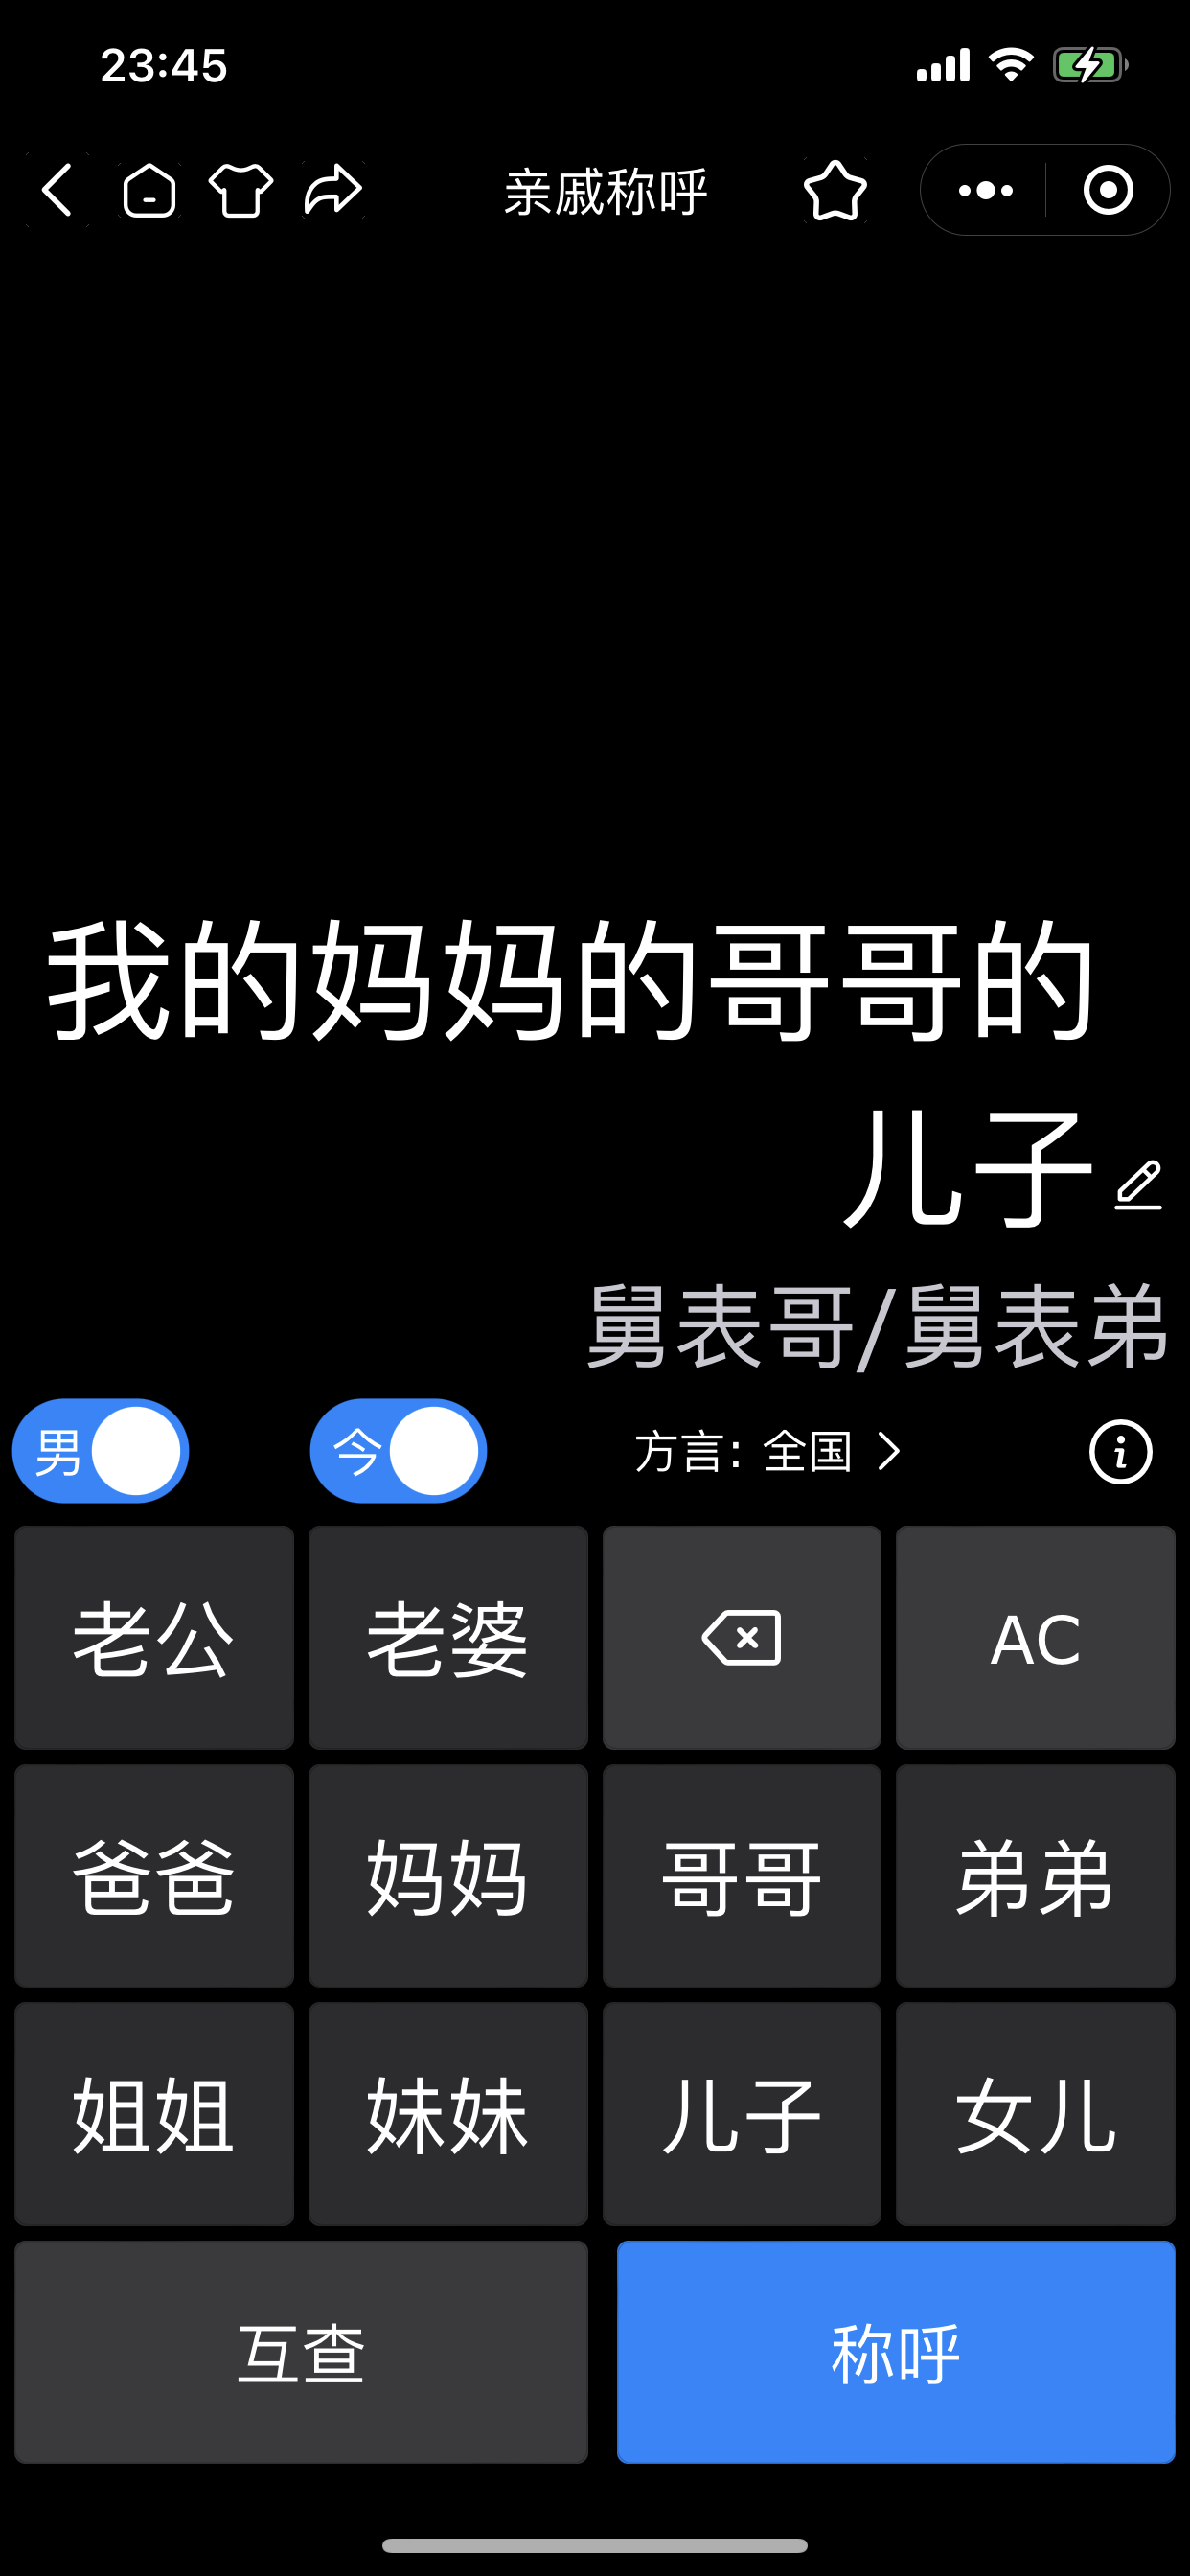 23:45
亲戚称呼
我的妈妈的哥哥的
儿子
舅表哥/舅表弟
男 今 方言: 全国
老公 老婆 AC
爸爸 妈妈 哥哥 弟弟
姐姐 妹妹 儿子 女儿
互查 称呼